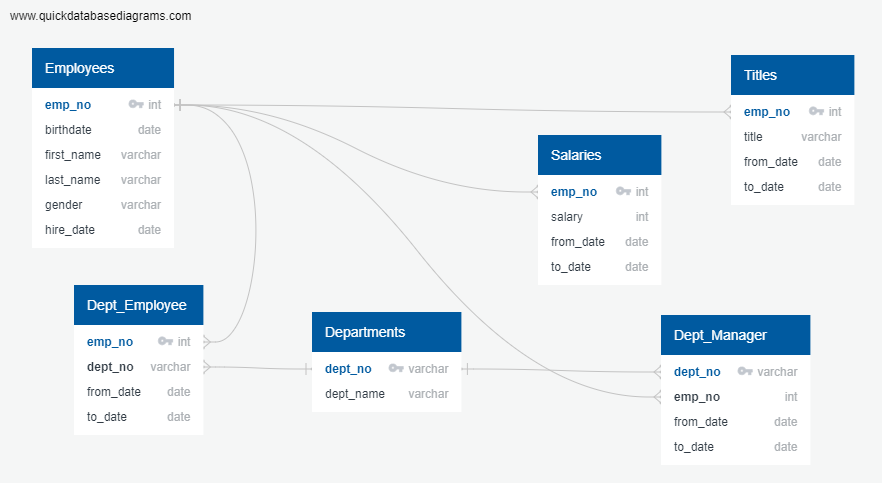 www.quickdatabasediagrams.com
Employees
emp_no int
birthdate date
first_name varchar
last_name varchar
gender varchar
hire_date date
Titles
emp_no int
title varchar
from_date date
to_date date
Salaries
emp_no int
salary int
from_date date
to_date date
Dept_Employee
emp_no int
dept_no varchar
from_date date
to_date date
Departments
dept_no varchar
dept_name varchar
Dept_Manager
dept_no varchar
emp_no int
from_date date
to_date date